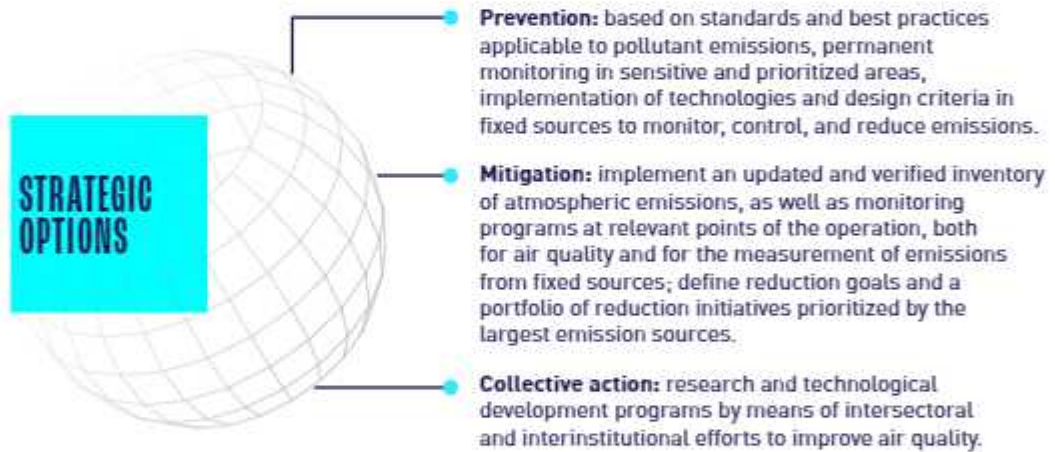 STRATEGIC
OPTIONS
Prevention: based on standards and best practices
applicable to pollutant emissions, permanent
monitoring in sensitive and prioritized areas,
implementation of technologies and design criteria in
fixed sources to monitor, control, and reduce emissions.
Mitigation: implement an updated and verified inventory
of atmospheric emissions, as well as monitoring
programs at relevant points of the operation, both
for air quality and for the measurement of emissions
from fixed sources; define reduction goals and a
portfolio of reduction initiatives prioritized by the
largest emission sources.
Collective action: research and technological
development programs by means of intersectoral
and interinstitutional efforts to improve air quality.